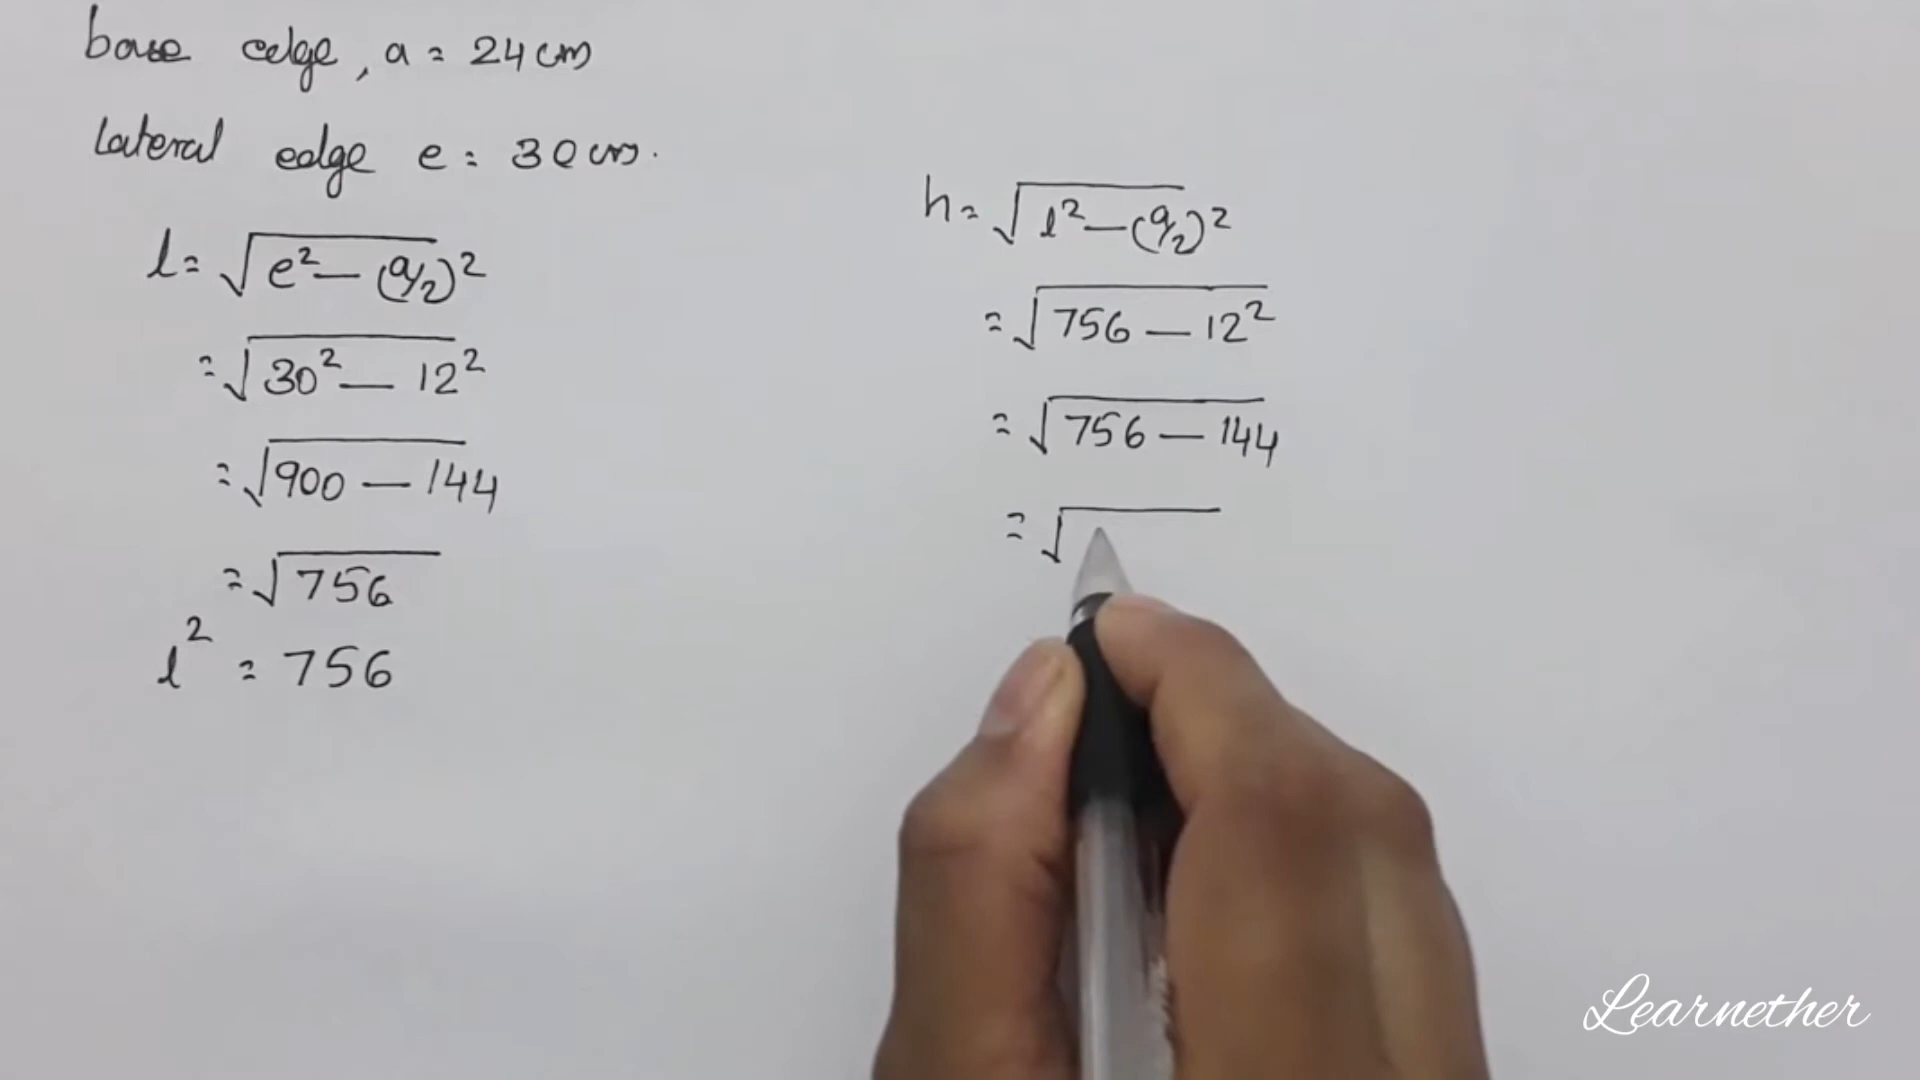 base edge, a = 24 cm
lateral edge e = 30 cm.
l = √e² — (a/2)²
= √30² — 12²
= √900 — 144
= √756
l² = 756
h = √l² — (a/2)²
= √756 — 12²
= √756 — 144
= √
Learnether